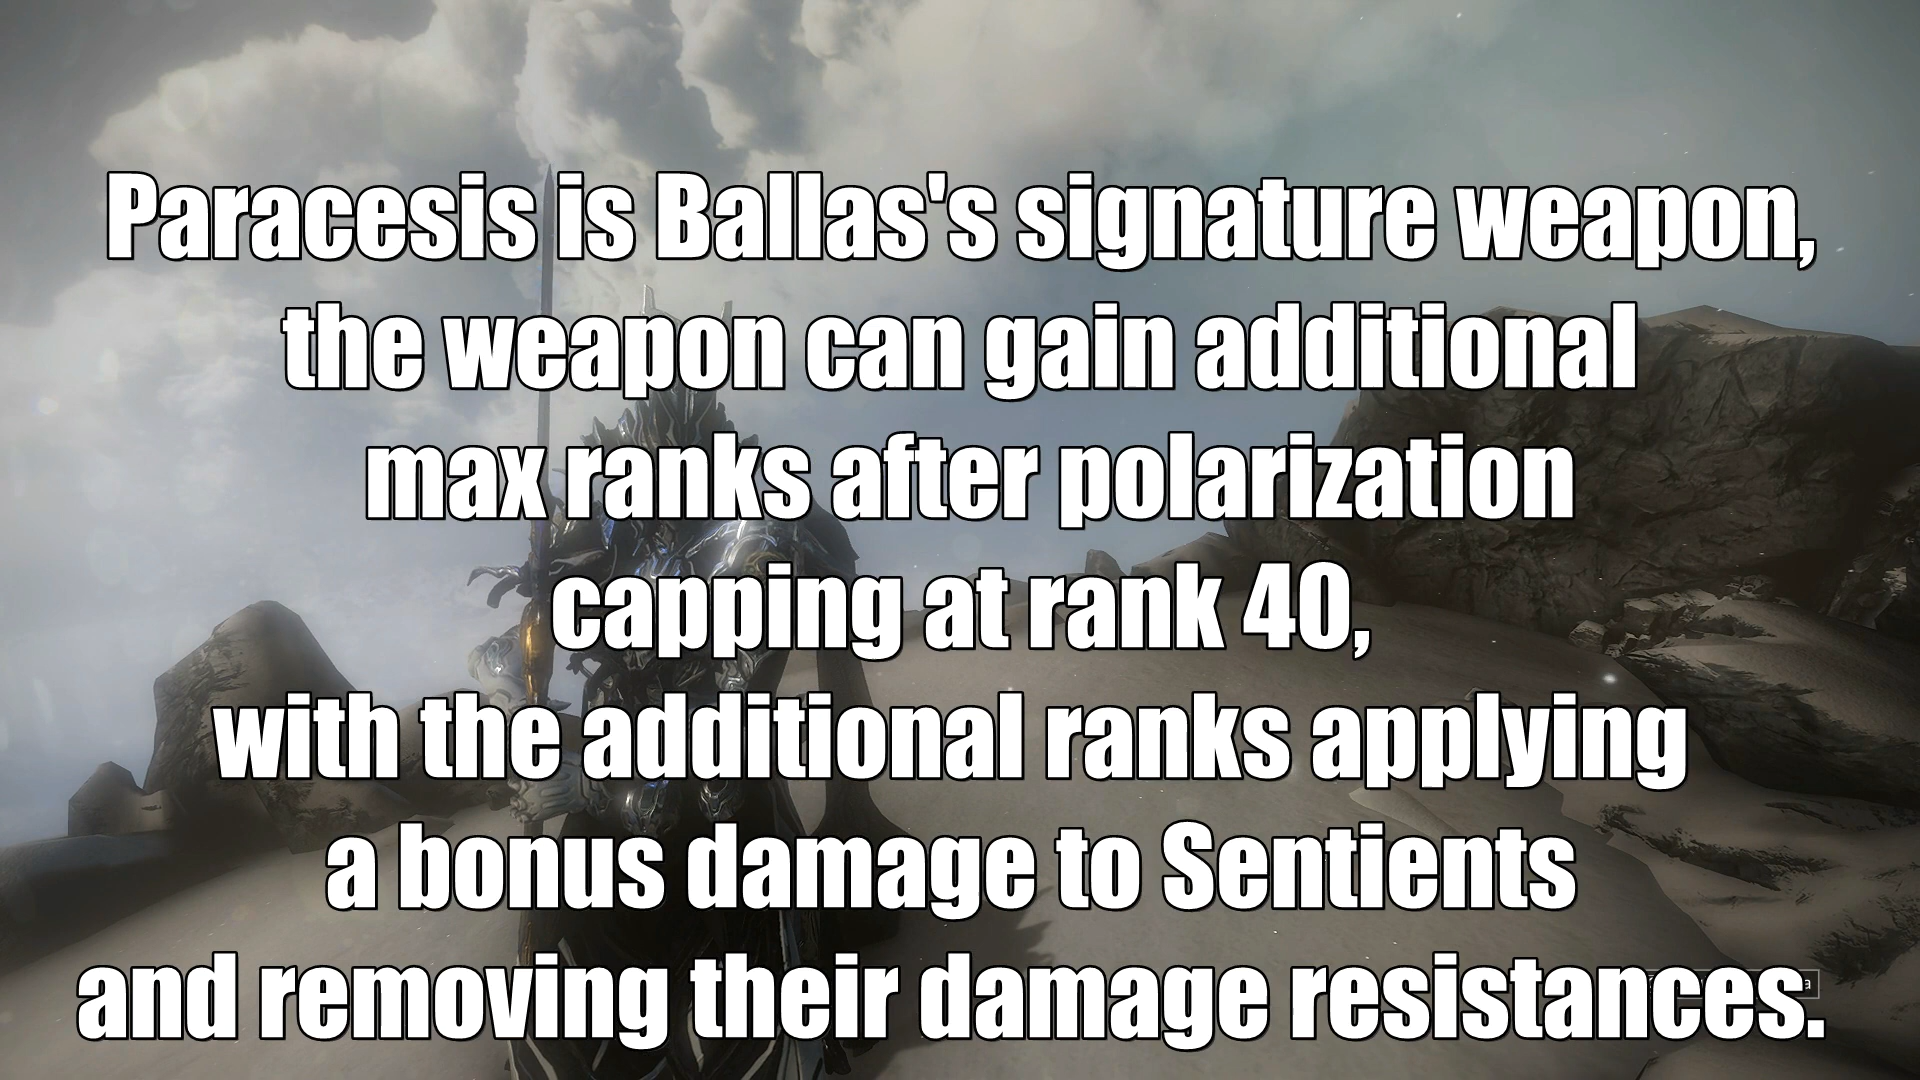 Paracesis is Ballas's signature weapon,
the weapon can gain additional
max ranks after polarization
capping at rank 40,
with the additional ranks applying
a bonus damage to Sentients
and removing their damage resistances.